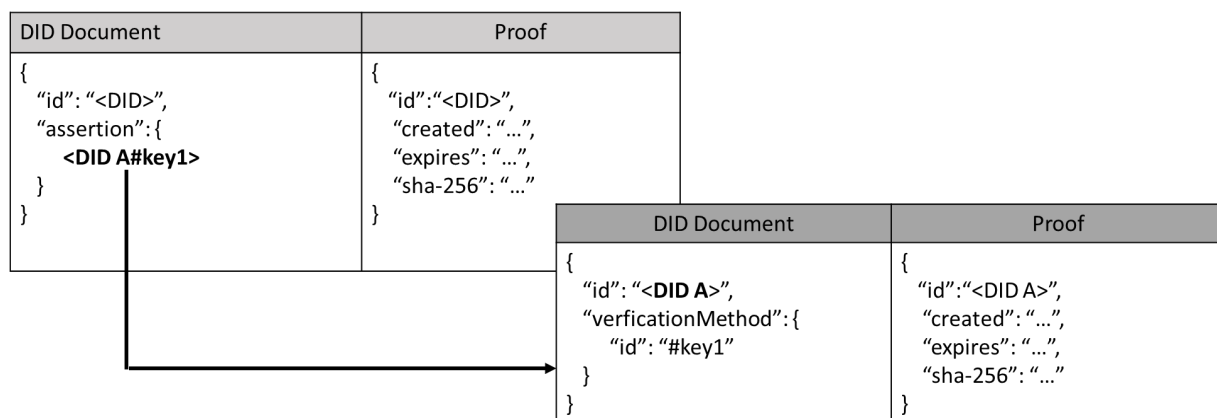 DID Document
{
“id”: “<DID>”,
“assertion”: {
<DID A#key1>
}
}
Proof
{
“id”:“<DID>”,
“created”: “...”,
“expires”: “...”,
“sha-256”: “...”
}
DID Document
{
“id”: “<DID A>”,
“verficationMethod”: {
“id”: “#key1”
}
}
Proof
{
“id”:“<DID A>”,
“created”: “...”,
“expires”: “...”,
“sha-256”: “...”
}